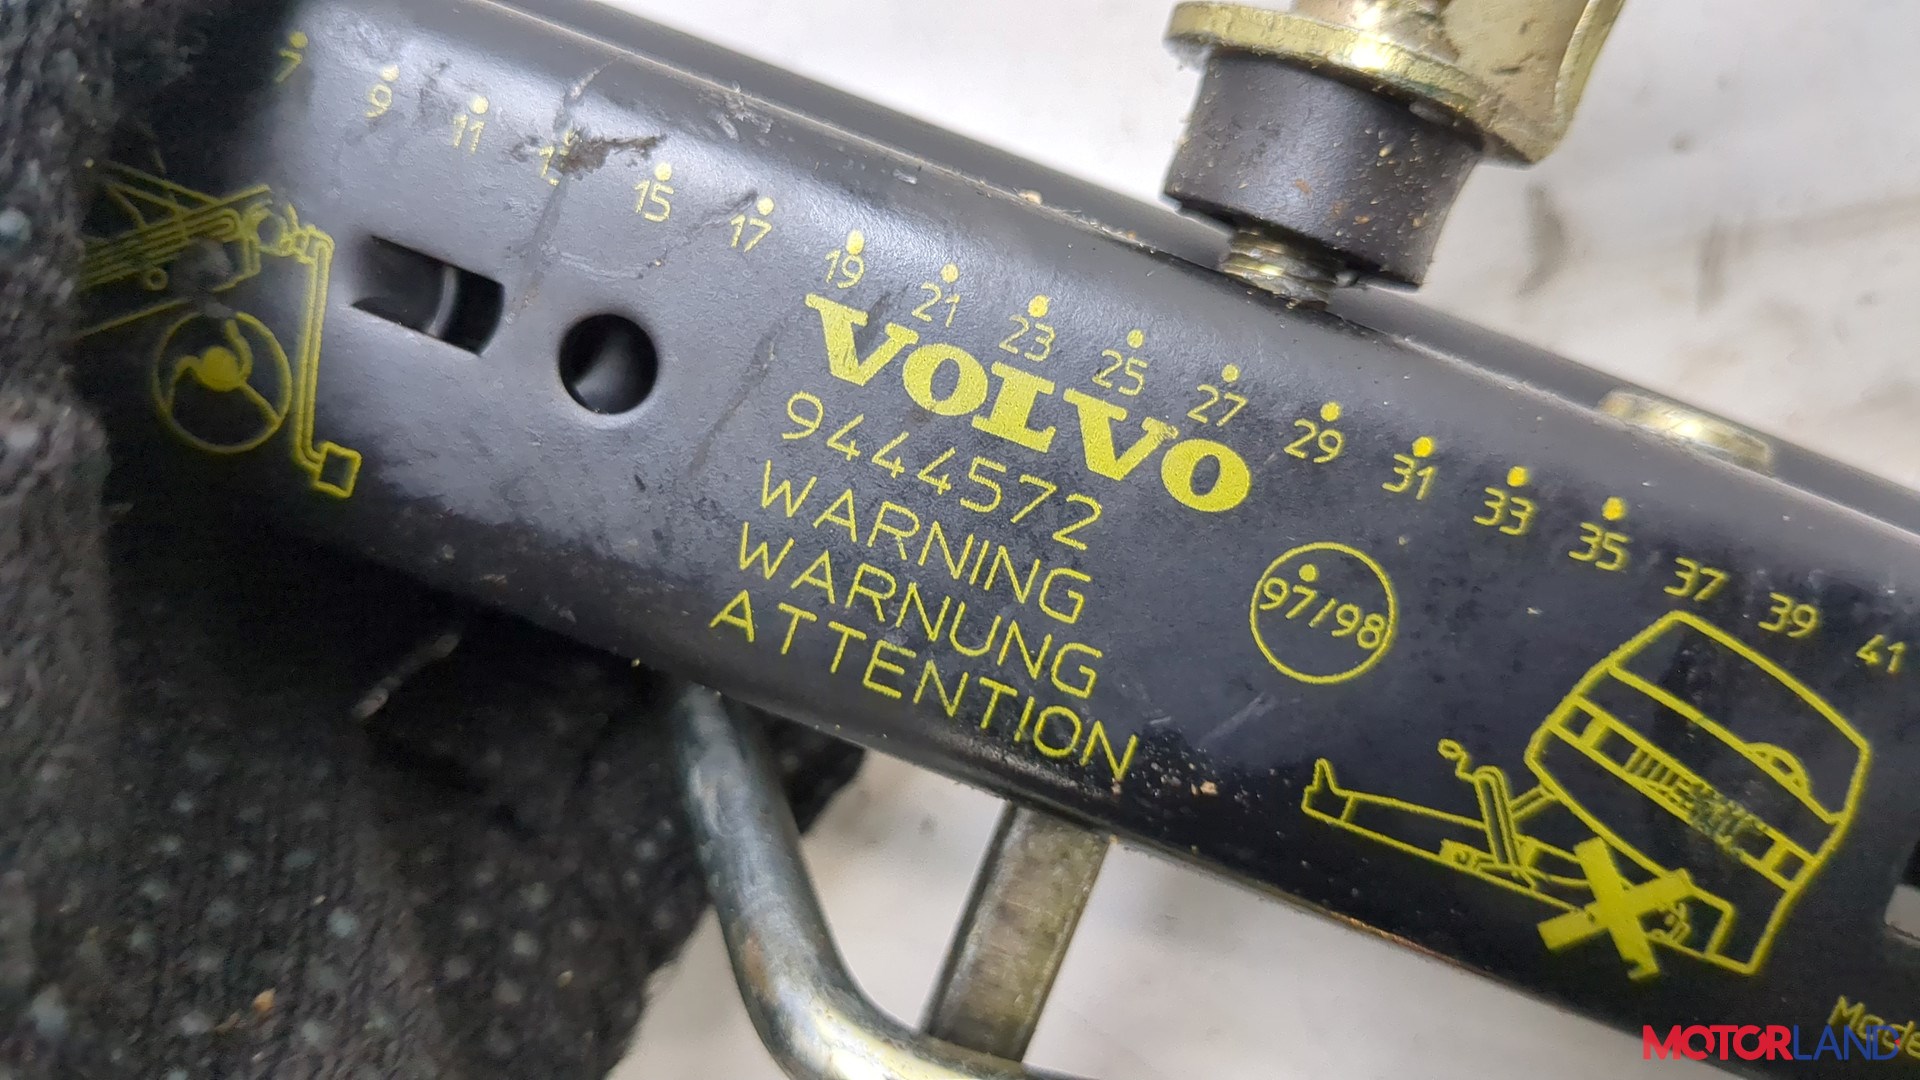 7 9 11 15 17 19 21 23 25 27 29 31 33 35 37 39 41
VOLVO
9444572
WARNING
WARNUNG
ATTENTION
97/98
Made
MOTORLAND